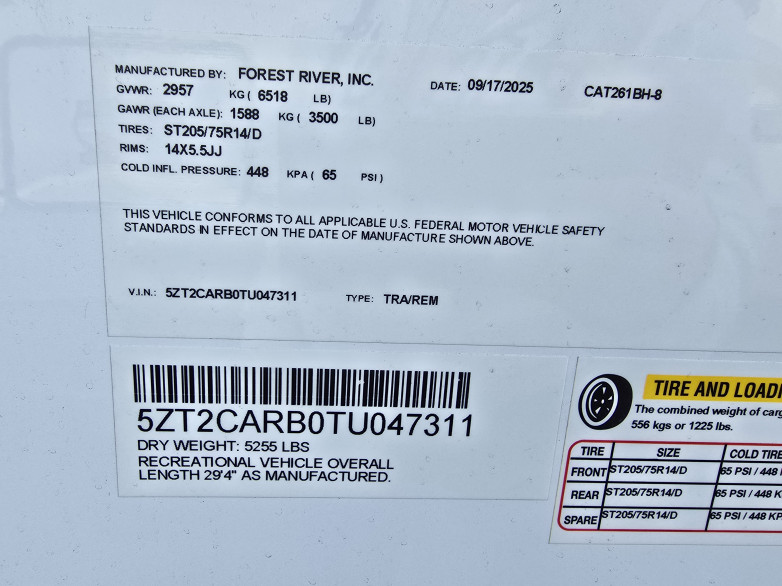 MANUFACTURED BY: FOREST RIVER, INC. DATE: 09/17/2025 CAT261BH-8
GVWR: 2957 KG ( 6518 LB)
GAWR (EACH AXLE): 1588 KG ( 3500 LB)
TIRES: ST205/75R14/D
RIMS: 14X5.5JJ
COLD INFL. PRESSURE: 448 KPA ( 65 PSI )
THIS VEHICLE CONFORMS TO ALL APPLICABLE U.S. FEDERAL MOTOR VEHICLE SAFETY
STANDARDS IN EFFECT ON THE DATE OF MANUFACTURE SHOWN ABOVE.
V.I.N.: 5ZT2CARB0TU047311 TYPE: TRA/REM
5ZT2CARB0TU047311
DRY WEIGHT: 5255 LBS
RECREATIONAL VEHICLE OVERALL
LENGTH 29'4" AS MANUFACTURED.
TIRE AND LOADI
The combined weight of carg
556 kgs or 1225 lbs.
TIRE SIZE COLD TIRE
FRONT ST205/75R14/D 65 PSI / 448 K
REAR ST205/75R14/D 65 PSI / 448 KP
SPARE ST205/75R14/D 65 PSI / 448 KP